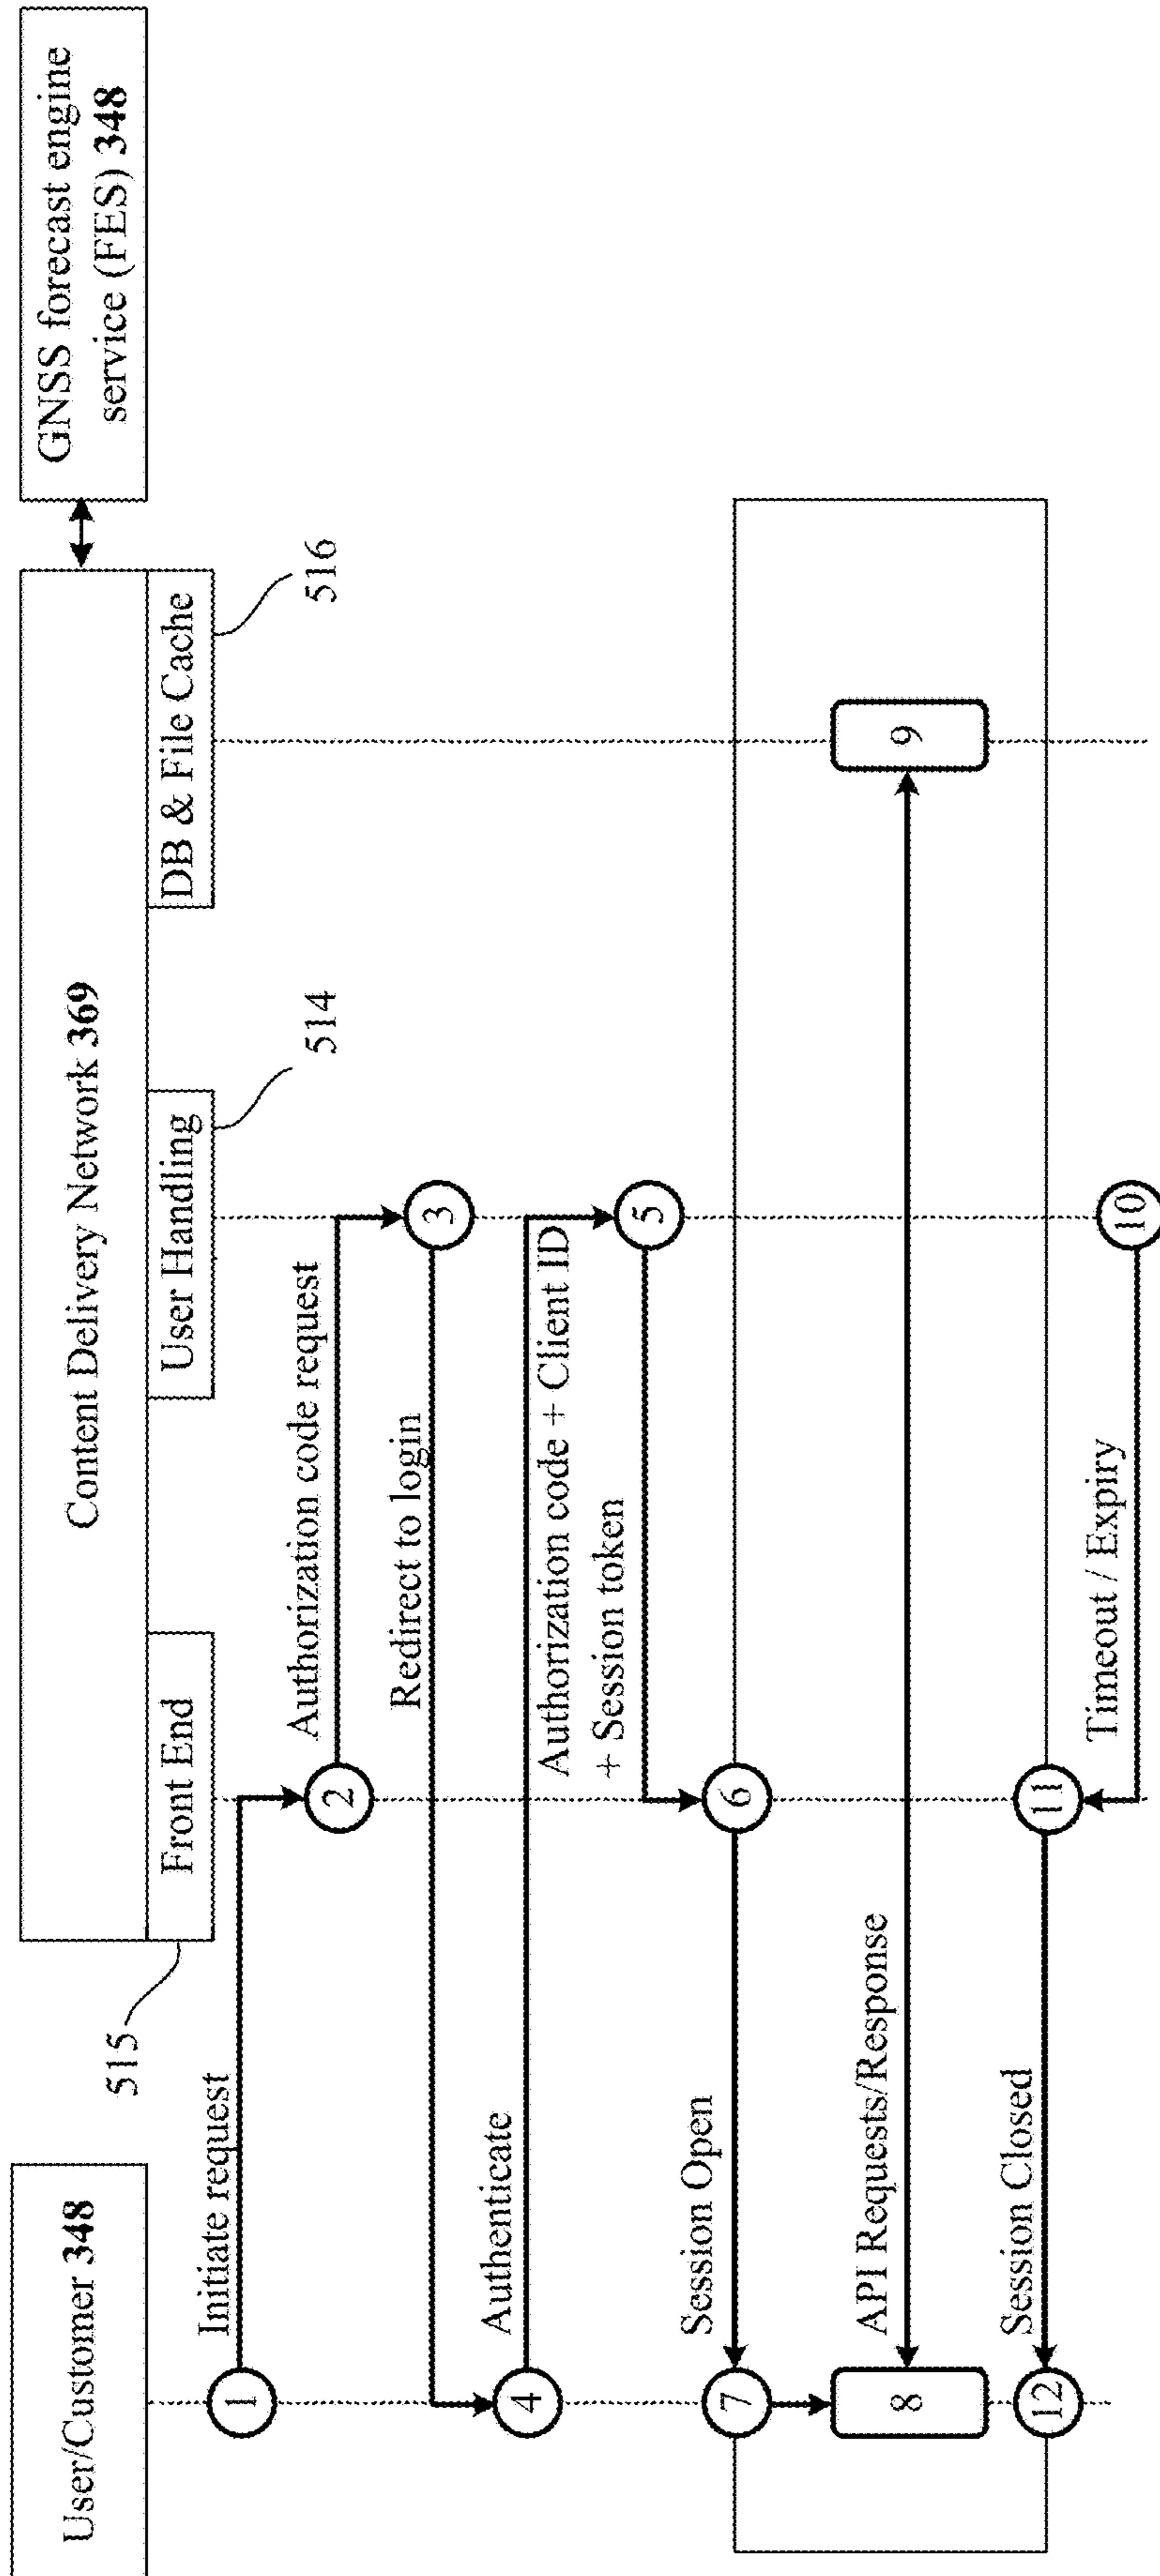 User/Customer 348
Content Delivery Network 369
GNSS forecast engine
service (FES) 348
515
Front End
User Handling
514
DB & File Cache
516
Initiate request
1
2
Authorization code request
3
Redirect to login
4
Authenticate
Authorization code + Client ID
+ Session token
5
6
Session Open
7
8
API Requests/Response
9
10
Timeout / Expiry
11
Session Closed
12